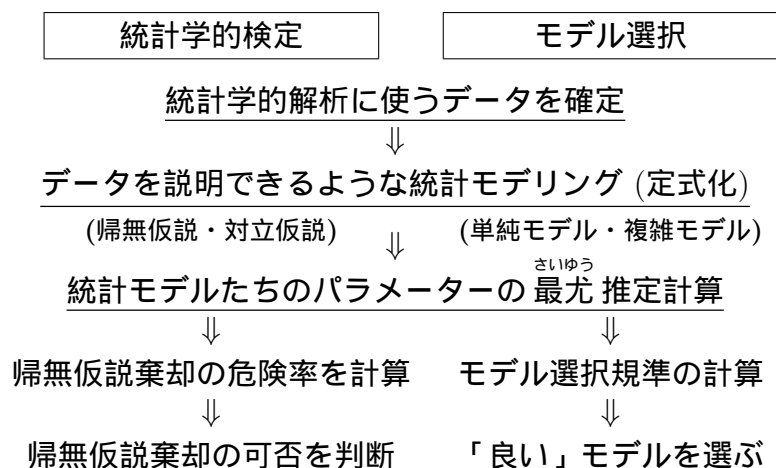 統計学的検定 モデル選択
統計学的解析に使うデータを確定
⇓
データを説明できるような統計モデリング (定式化)
(帰無仮説・対立仮説) ⇓ (単純モデル・複雑モデル)
さいゆう
統計モデルたちのパラメーターの 最尤 推定計算
⇓ ⇓
帰無仮説棄却の危険率を計算 モデル選択規準の計算
⇓ ⇓
帰無仮説棄却の可否を判断 「良い」モデルを選ぶ